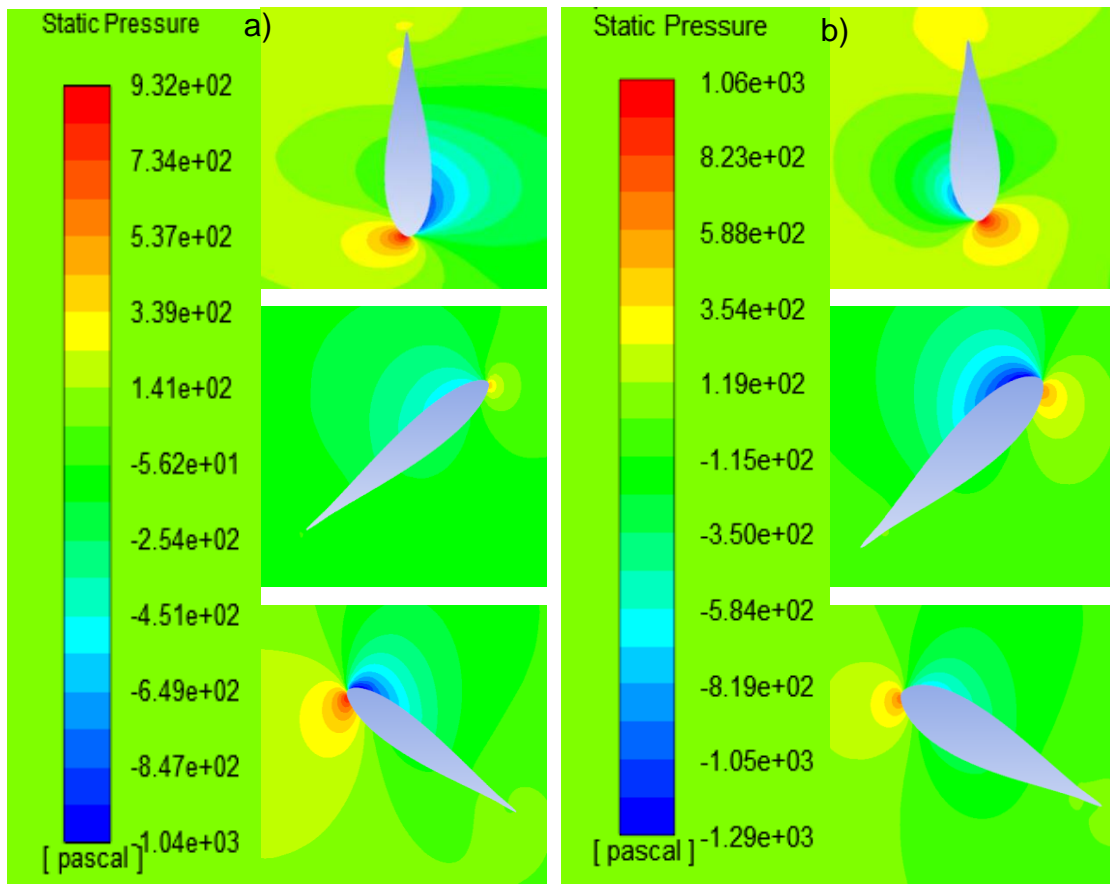 Static Pressure
a)
9.32e+02
7.34e+02
5.37e+02
3.39e+02
1.41e+02
-5.62e+01
-2.54e+02
-4.51e+02
-6.49e+02
-8.47e+02
-1.04e+03
[ pascal ]
Static Pressure
b)
1.06e+03
8.23e+02
5.88e+02
3.54e+02
1.19e+02
-1.15e+02
-3.50e+02
-5.84e+02
-8.19e+02
-1.05e+03
-1.29e+03
[ pascal ]